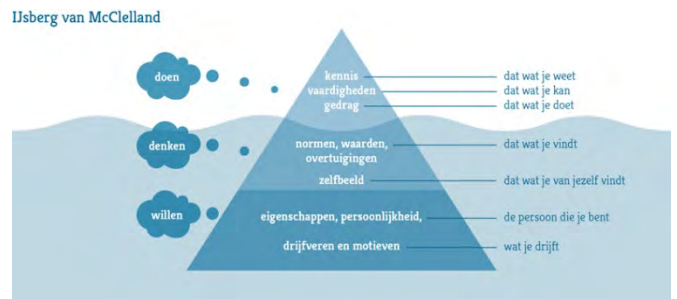 IJsberg van McClelland
doen
kennis
dat wat je weet
vaardigheden
dat wat je kan
gedrag
dat wat je doet
denken
normen, waarden,
overtuigingen
dat wat je vindt
zelfbeeld
dat wat je van jezelf vindt
willen
eigenschappen, persoonlijkheid,
de persoon die je bent
drijfveren en motieven
wat je drijft